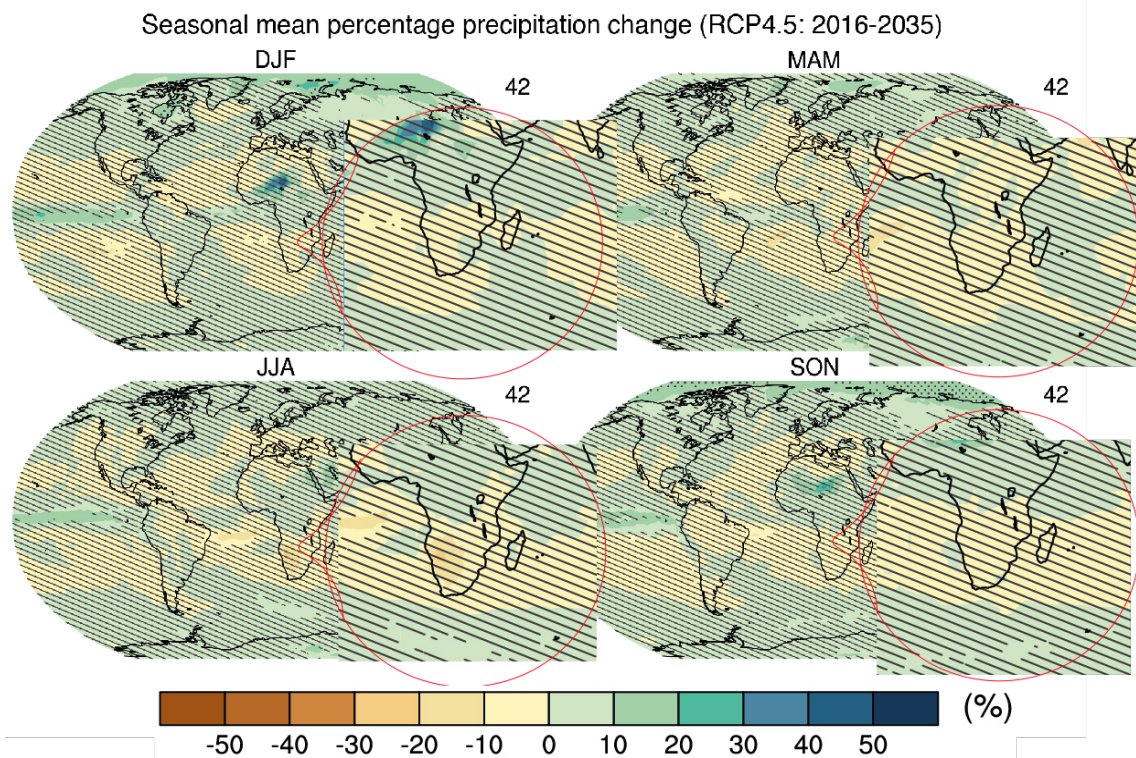 Seasonal mean percentage precipitation change (RCP4.5: 2016-2035)
DJF
MAM
42
42
JJA
SON
42
42
-50 -40 -30 -20 -10 0 10 20 30 40 50 (%)